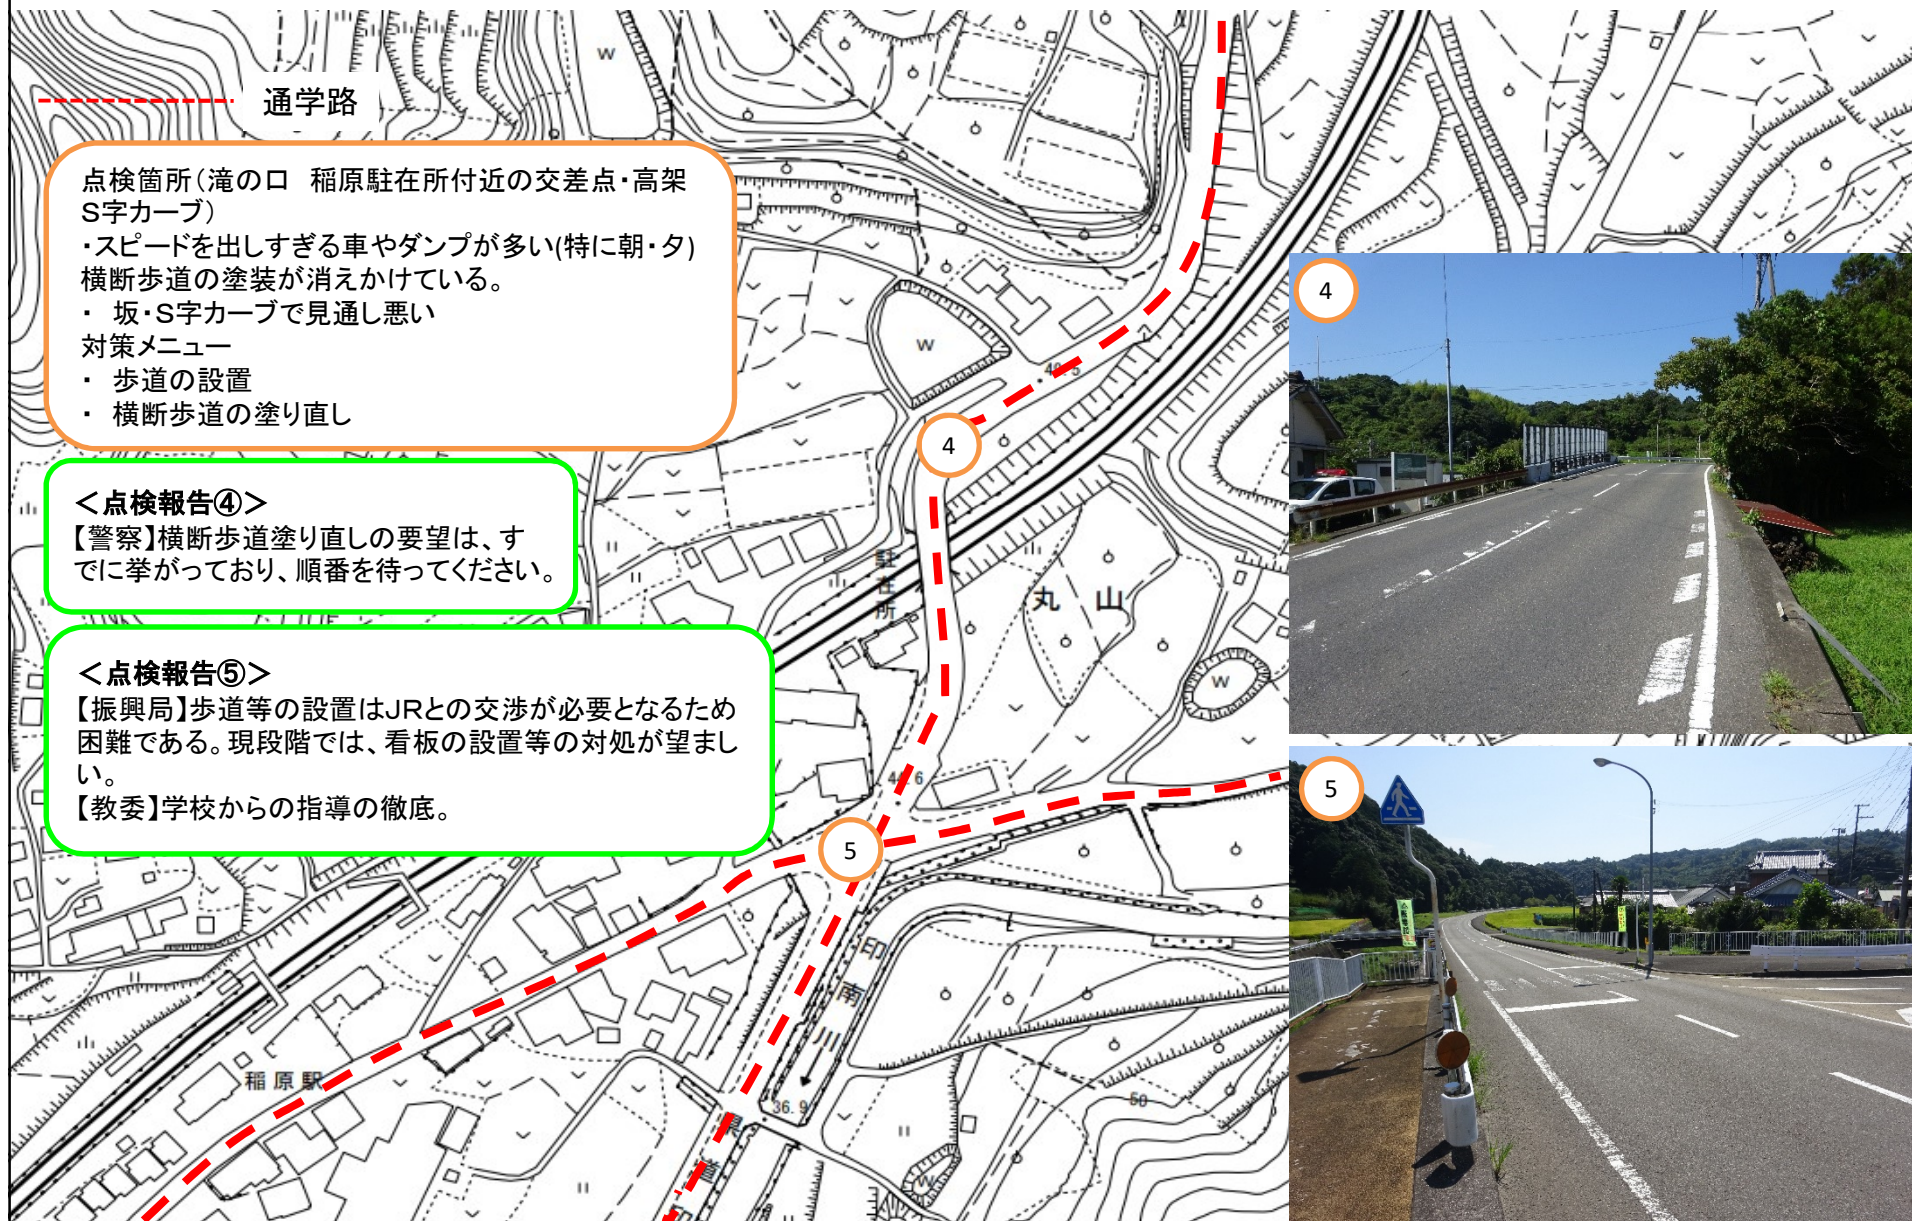 通学路
点検箇所(滝の口　稲原駐在所付近の交差点・高架
S字カーブ)
・スピードを出しすぎる車やダンプが多い(特に朝・夕)
横断歩道の塗装が消えかけている。
・ 坂・S字カーブで見通し悪い
対策メニュー
・ 歩道の設置
・ 横断歩道の塗り直し
＜点検報告④＞
【警察】横断歩道塗り直しの要望は、す
でに挙がっており、順番を待ってください。
＜点検報告⑤＞
【振興局】歩道等の設置はJRとの交渉が必要となるため
困難である。現段階では、看板の設置等の対処が望まし
い。
【教委】学校からの指導の徹底。
4
5
4
5
駐在所
丸山
44.6
印南川
稲原駅
36.9
県道
50
W
W
W
W